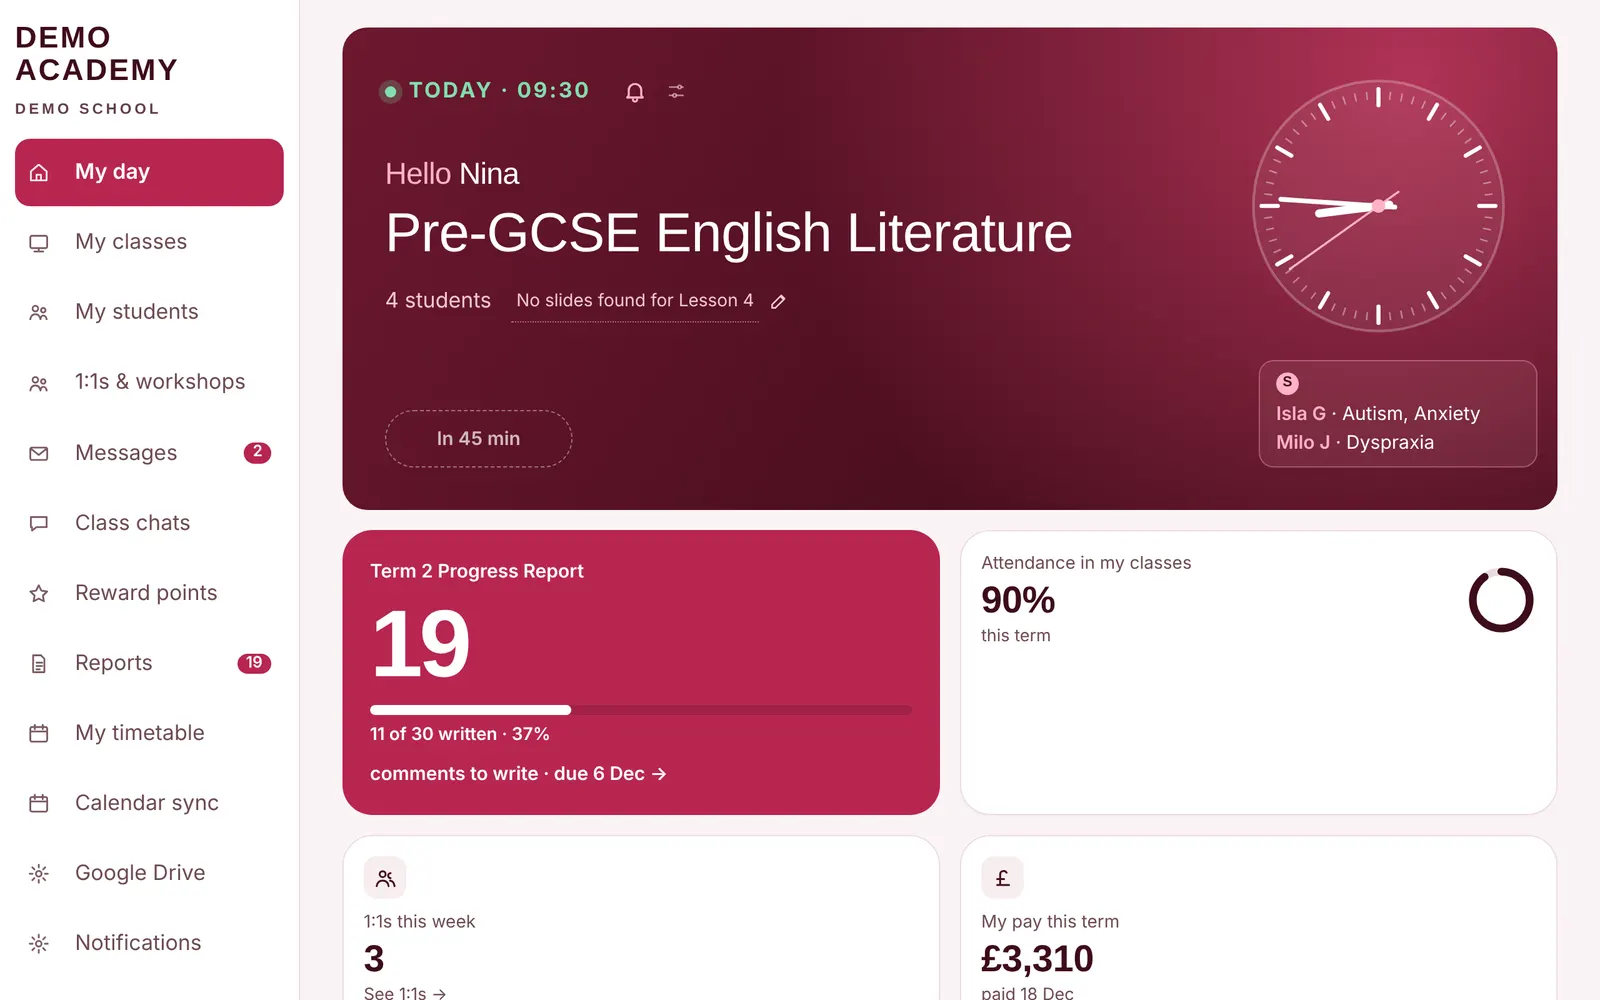 DEMO
ACADEMY
DEMO SCHOOL
My day
My classes
My students
1:1s & workshops
Messages 2
Class chats
Reward points
Reports 19
My timetable
Calendar sync
Google Drive
Notifications
TODAY · 09:30
Hello Nina
Pre-GCSE English Literature
4 students No slides found for Lesson 4
In 45 min
S
Isla G · Autism, Anxiety
Milo J · Dyspraxia
Term 2 Progress Report
19
11 of 30 written · 37%
comments to write · due 6 Dec →
Attendance in my classes
90%
this term
1:1s this week
3
See 1:1s →
£
My pay this term
£3,310
paid 18 Dec